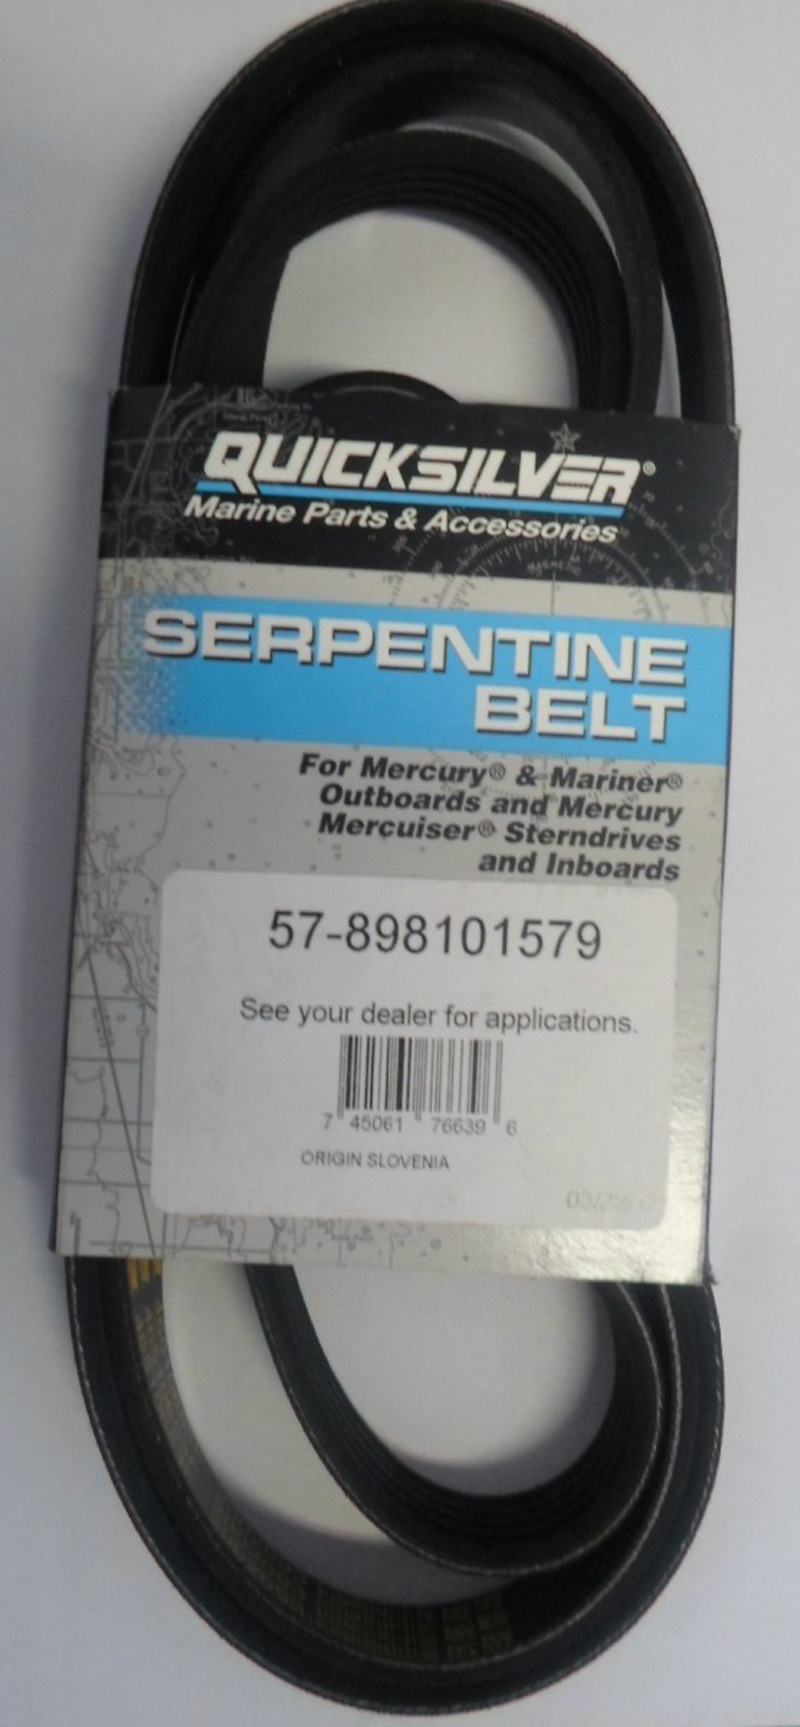 QUICKSILVER®
Marine Parts & Accessories
MAGNETIC
SERPENTINE
BELT
For Mercury® & Mariner®
Outboards and Mercury
Mercuiser® Sterndrives
and Inboards
57-898101579
See your dealer for applications.
7 45061 76639 6
ORIGIN SLOVENIA